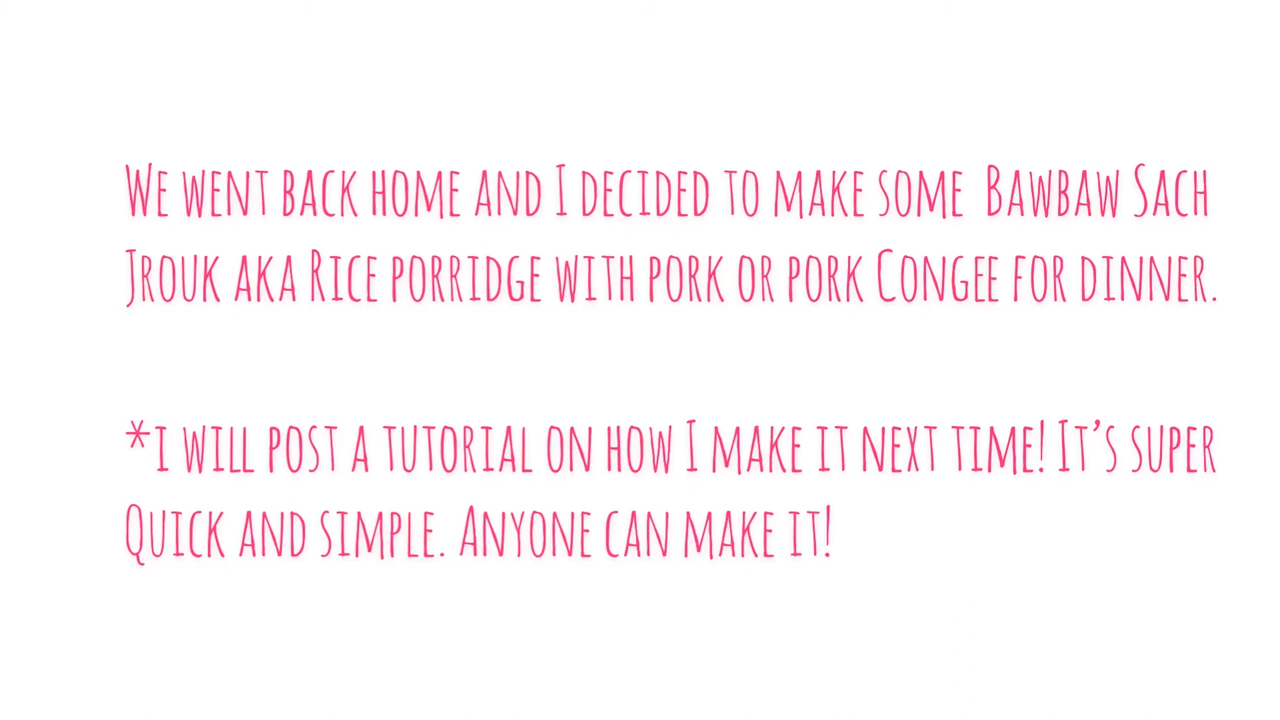 We went back home and I decided to make some Bawbaw Sach
Jrouk aka Rice porridge with pork or pork Congee for dinner.
*i will post a tutorial on how I make it next time! It’s super
Quick and simple. Anyone can make it!